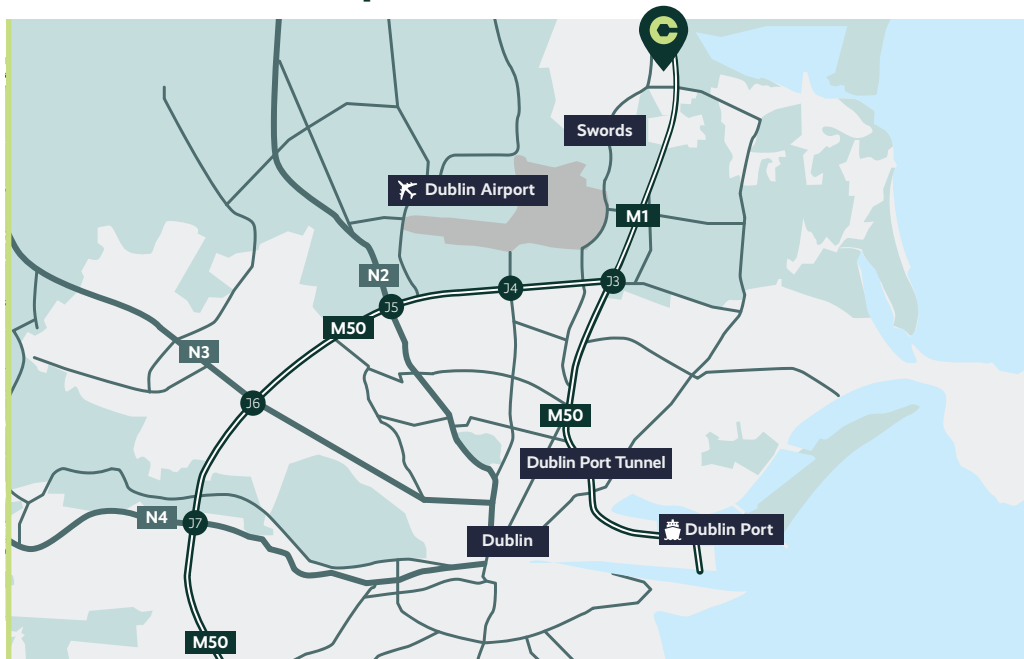 C
Swords
Dublin Airport
M1
N2
J3
J4
J5
M50
N3
J6
M50
Dublin Port Tunnel
N4
J7
Dublin Port
Dublin
M50